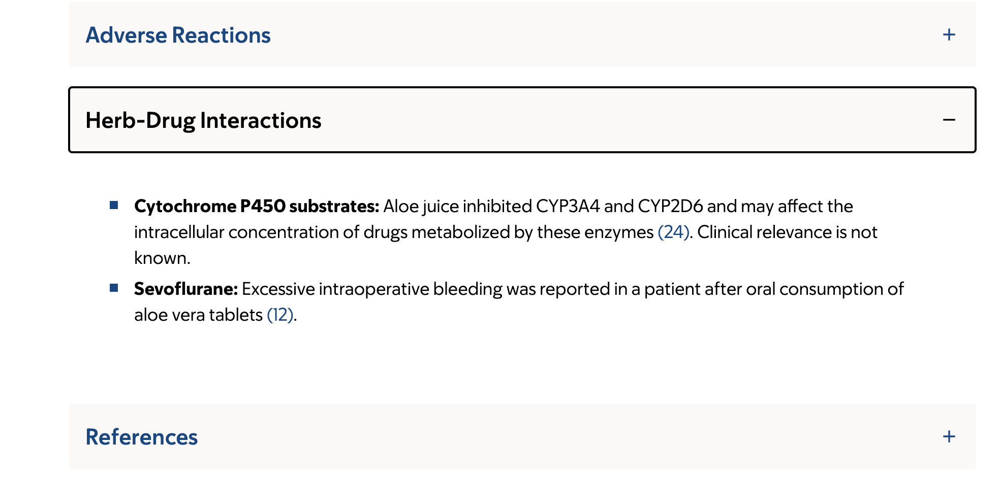 Adverse Reactions +
Herb-Drug Interactions −
Cytochrome P450 substrates: Aloe juice inhibited CYP3A4 and CYP2D6 and may affect the
intracellular concentration of drugs metabolized by these enzymes (24). Clinical relevance is not
known.
Sevoflurane: Excessive intraoperative bleeding was reported in a patient after oral consumption of
aloe vera tablets (12).
References +